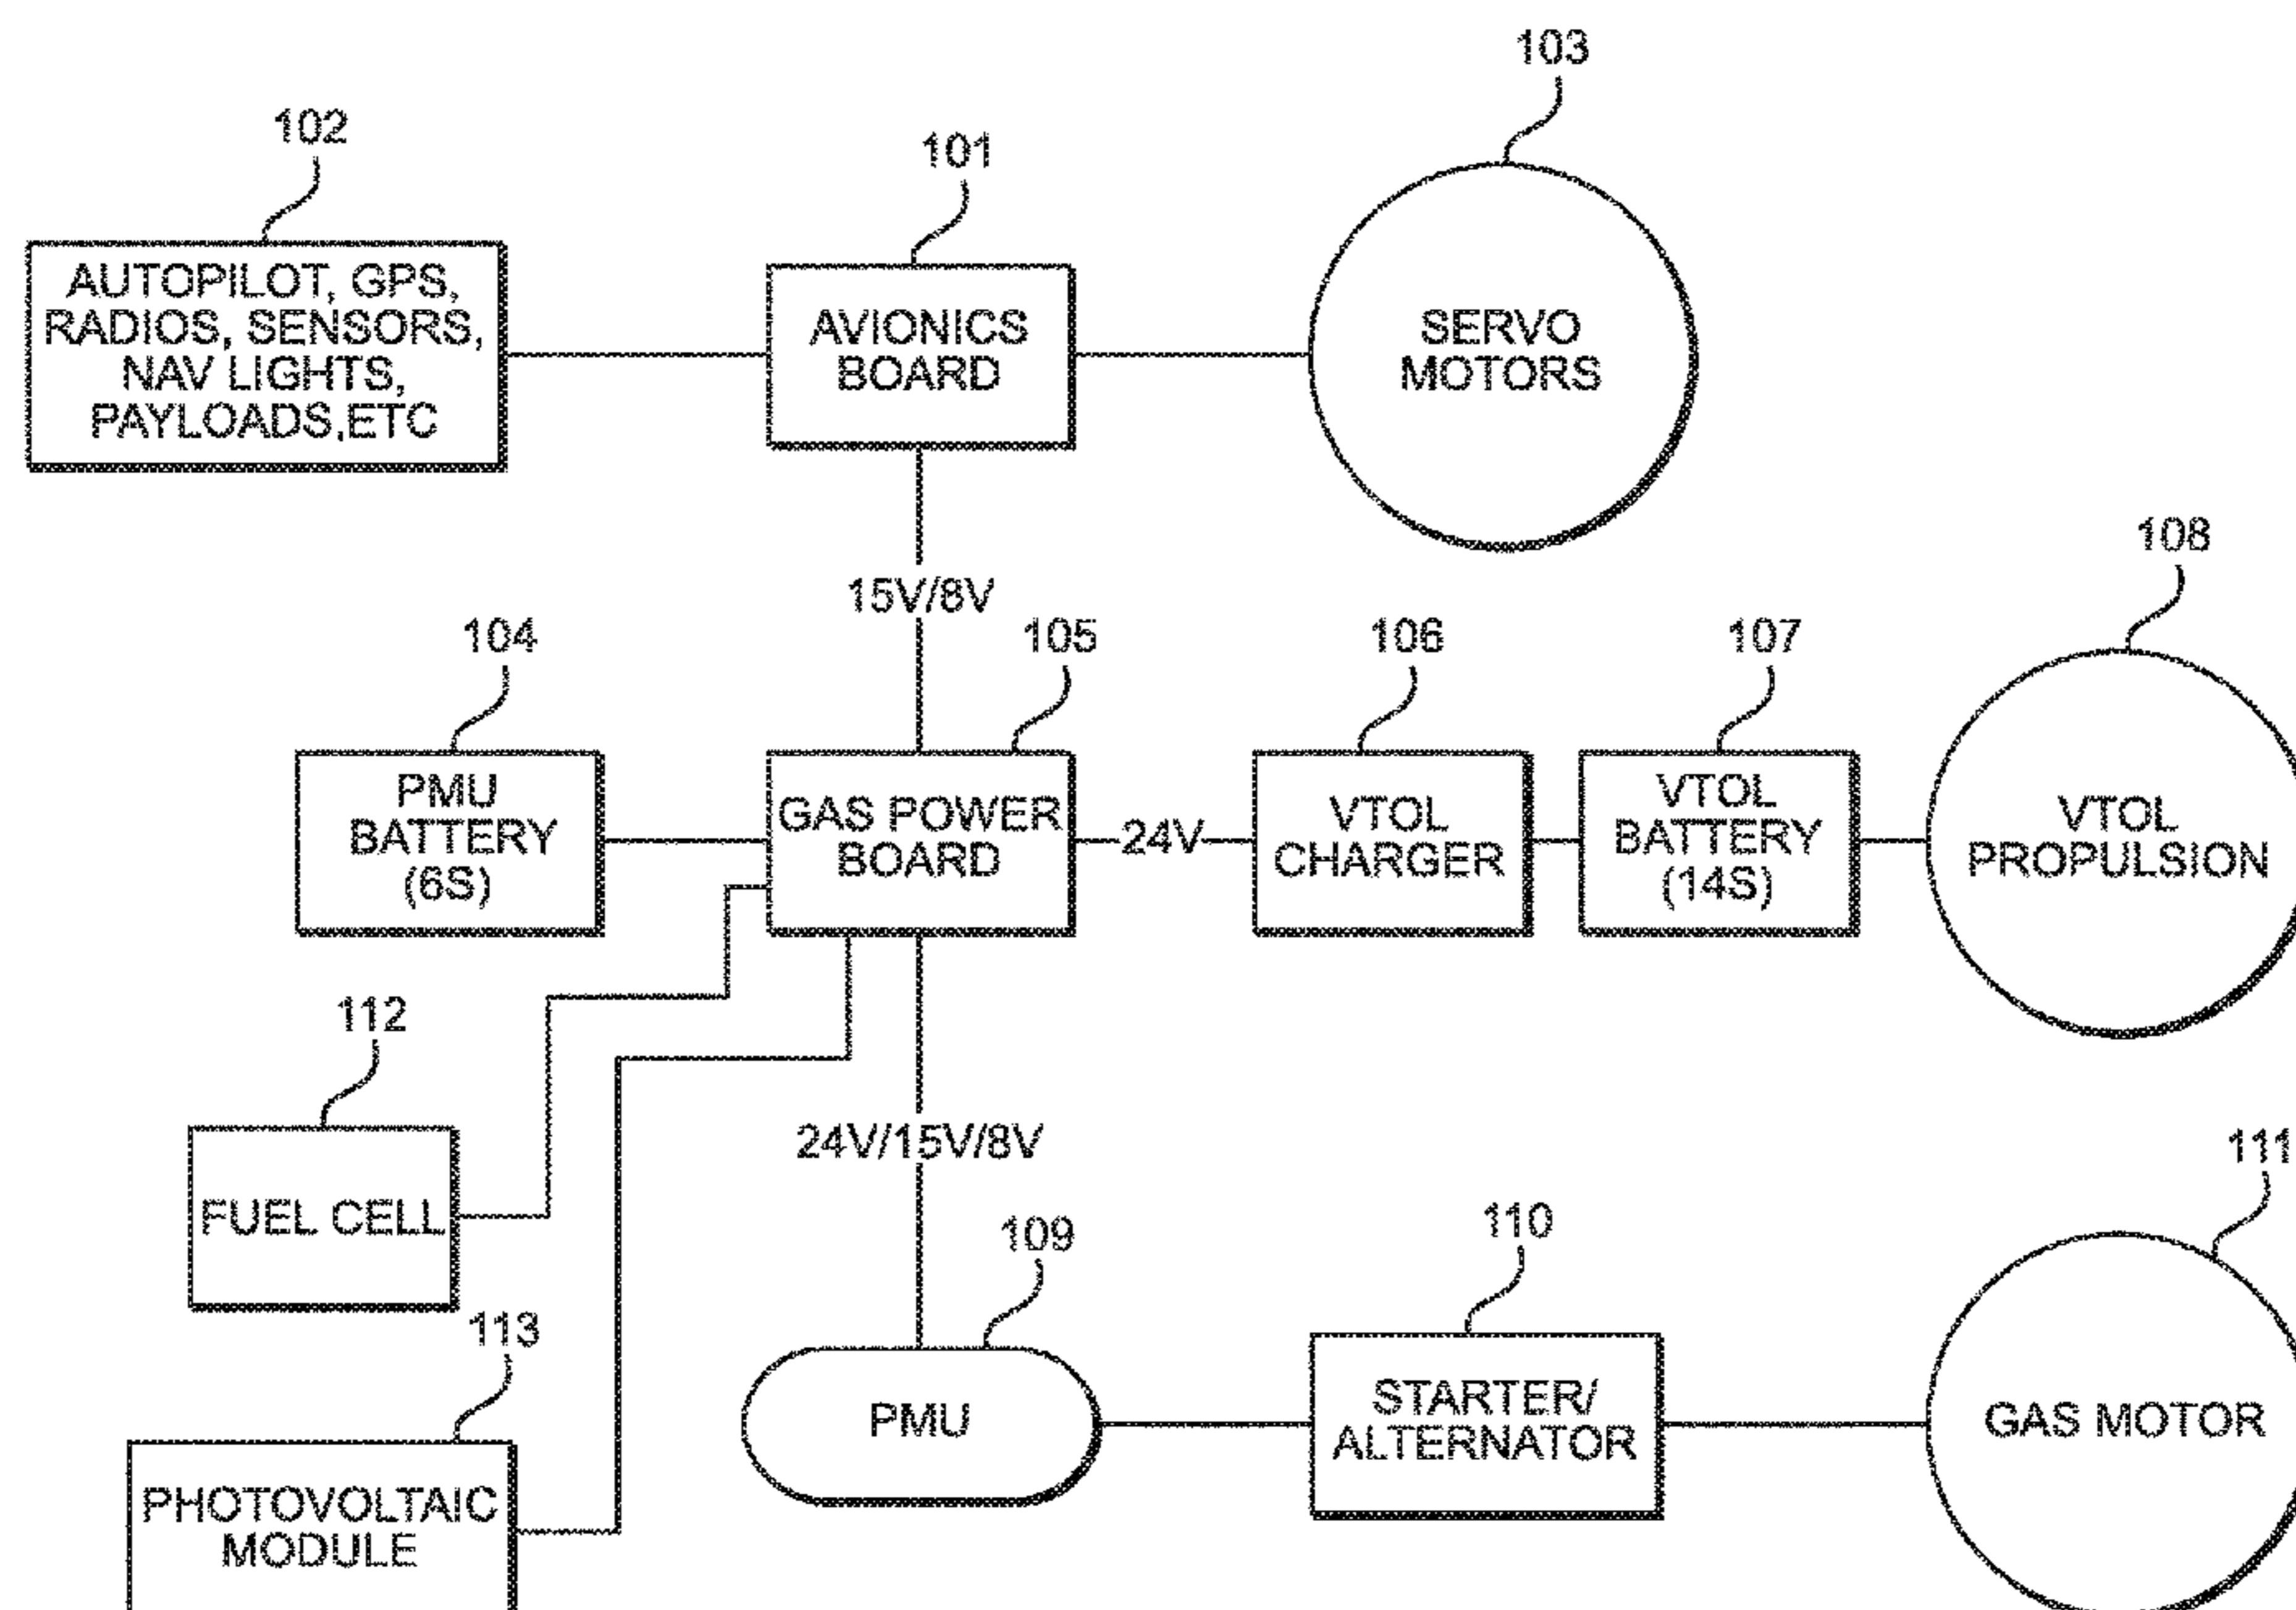 103
102
101
AUTOPILOT, GPS,
RADIOS, SENSORS,
NAV LIGHTS,
PAYLOADS,ETC
AVIONICS
BOARD
SERVO
MOTORS
15V/8V
104
105
106
107
108
PMU
BATTERY
(6S)
GAS POWER
BOARD
24V
VTOL
CHARGER
VTOL
BATTERY
(14S)
VTOL
PROPULSION
112
FUEL CELL
24V/15V/8V
113
PHOTOVOLTAIC
MODULE
109
PMU
110
STARTER/
ALTERNATOR
111
GAS MOTOR